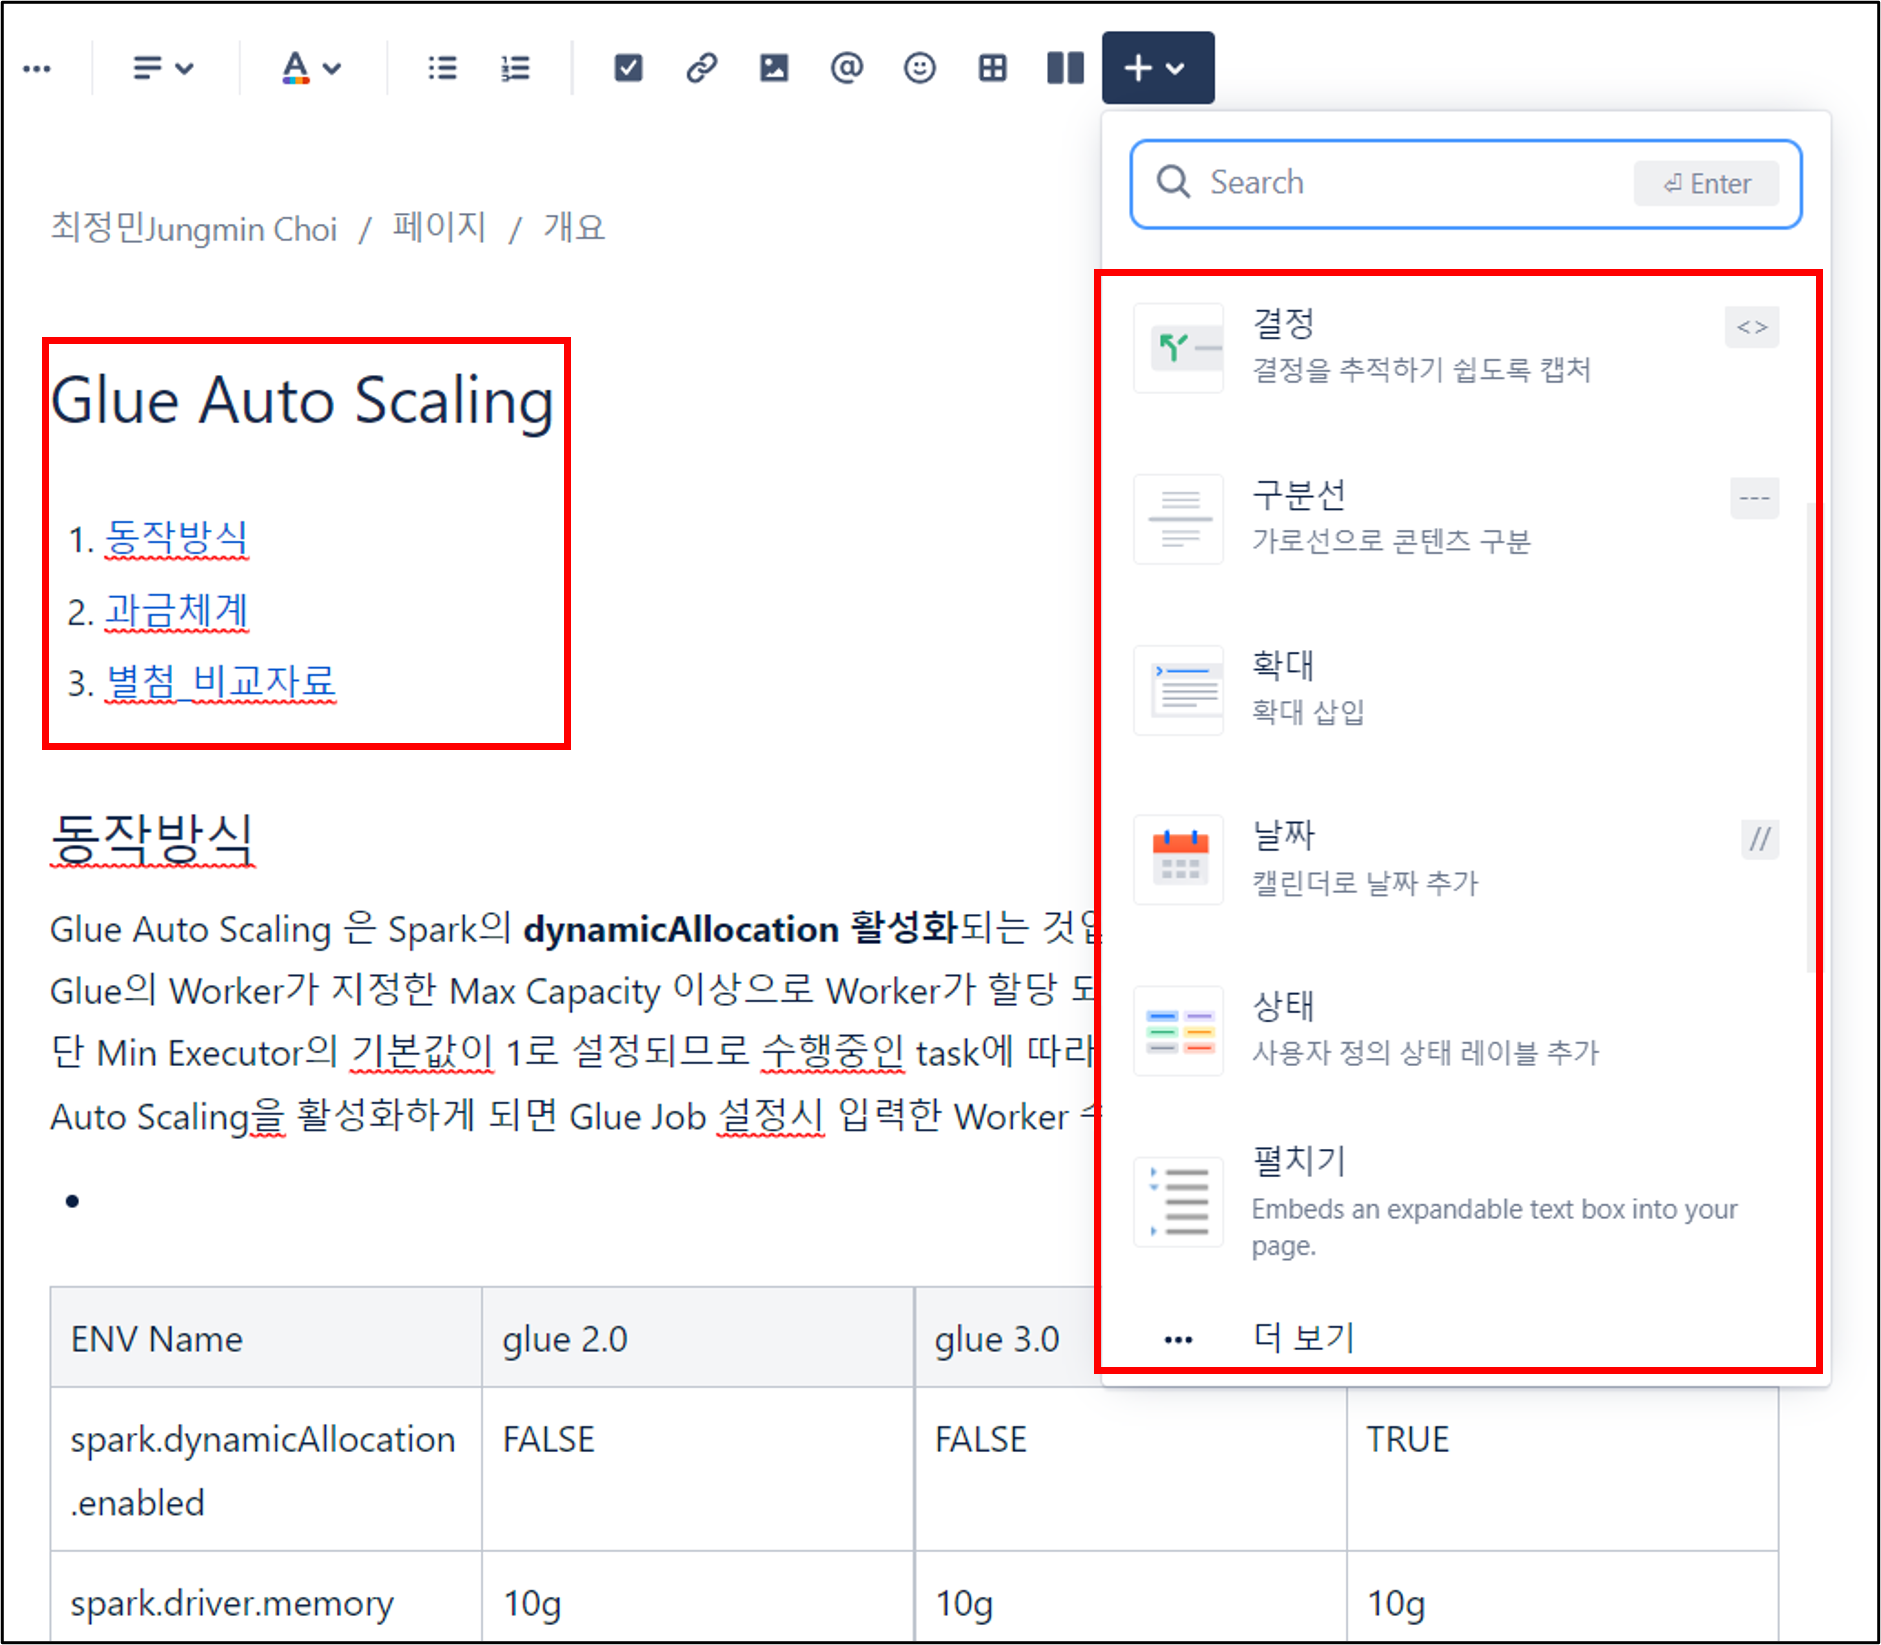 Search
Enter
최정민Jungmin Choi / 페이지 / 개요
Glue Auto Scaling
1. 동작방식
2. 과금체계
3. 별첨_비교자료
동작방식
Glue Auto Scaling 은 Spark의 dynamicAllocation 활성화되는 것
Glue의 Worker가 지정한 Max Capacity 이상으로 Worker가 할당
단 Min Executor의 기본값이 1로 설정되므로 수행중인 task에 따라
Auto Scaling을 활성화하게 되면 Glue Job 설정시 입력한 Worker
•
결정
<>
결정을 추적하기 쉽도록 캡처
구분선
---
가로선으로 콘텐츠 구분
확대
확대 삽입
날짜
//
캘린더로 날짜 추가
상태
사용자 정의 상태 레이블 추가
펼치기
Embeds an expandable text box into your
page.
더 보기
ENV Name glue 2.0 glue 3.0
spark.dynamicAllocation FALSE FALSE TRUE
.enabled
spark.driver.memory 10g 10g 10g